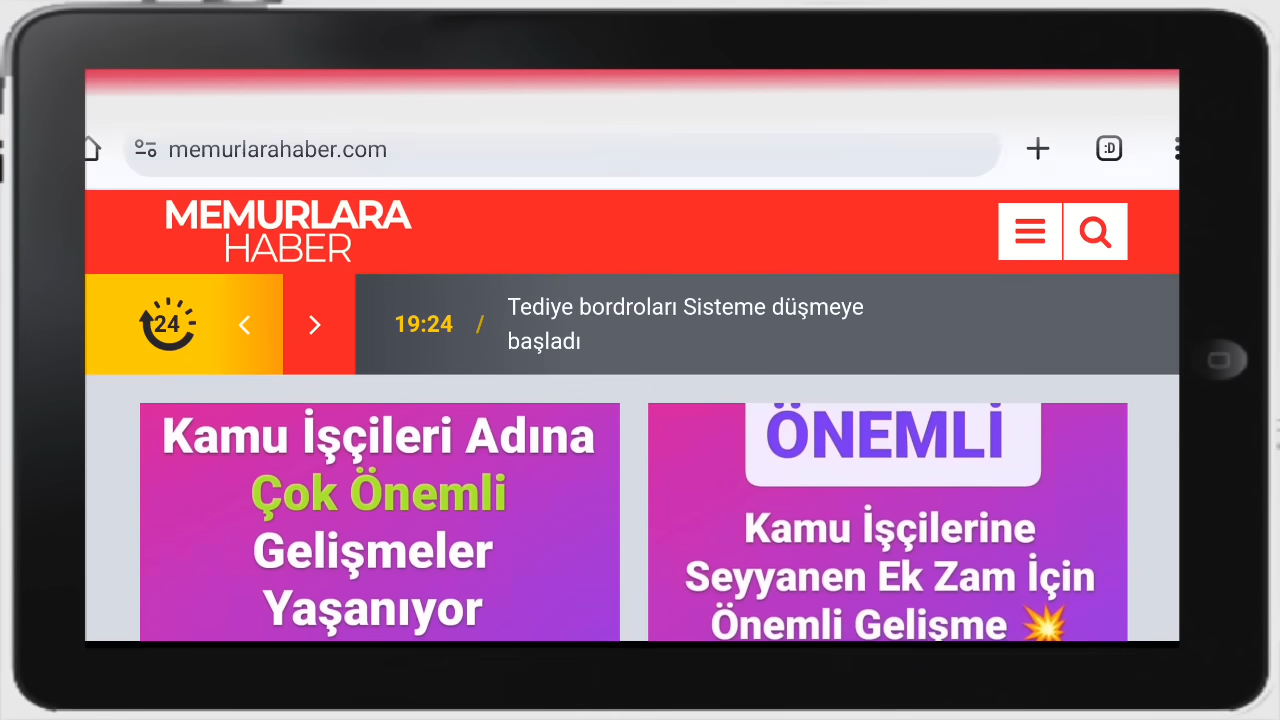 memurlarahaber.com
:D
MEMURLARA
HABER
24
19:24 / Tediye bordroları Sisteme düşmeye
başladı
Kamu İşçileri Adına
Çok Önemli
Gelişmeler
Yaşanıyor
ÖNEMLİ
Kamu İşçilerine
Seyyanen Ek Zam İçin
Önemli Gelişme 💥